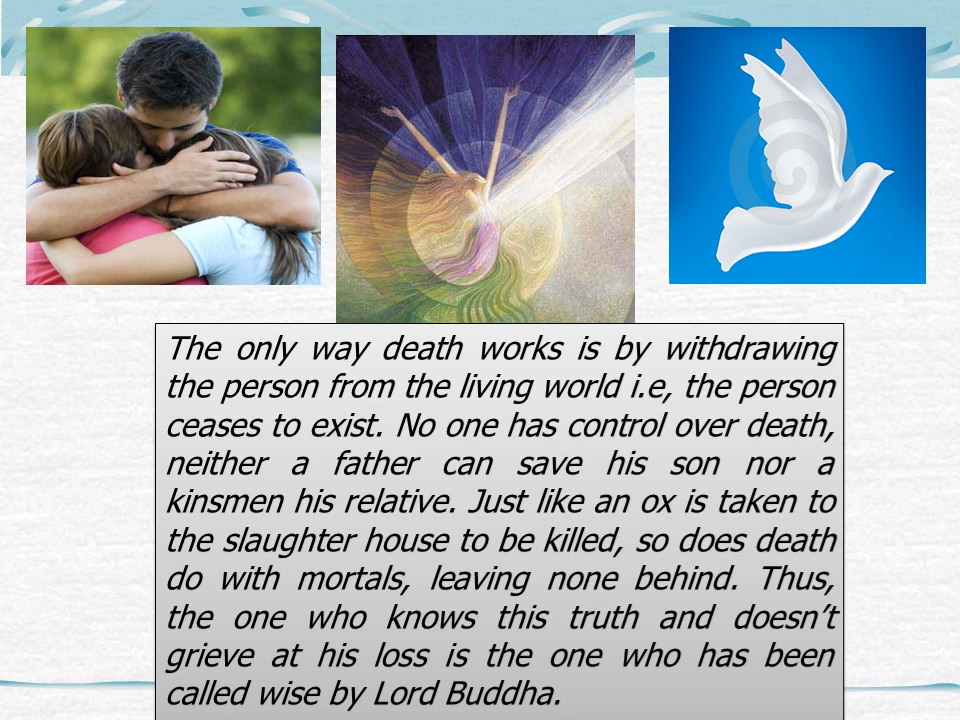 The only way death works is by withdrawing
the person from the living world i.e, the person
ceases to exist. No one has control over death,
neither a father can save his son nor a
kinsmen his relative. Just like an ox is taken to
the slaughter house to be killed, so does death
do with mortals, leaving none behind. Thus,
the one who knows this truth and doesn’t
grieve at his loss is the one who has been
called wise by Lord Buddha.